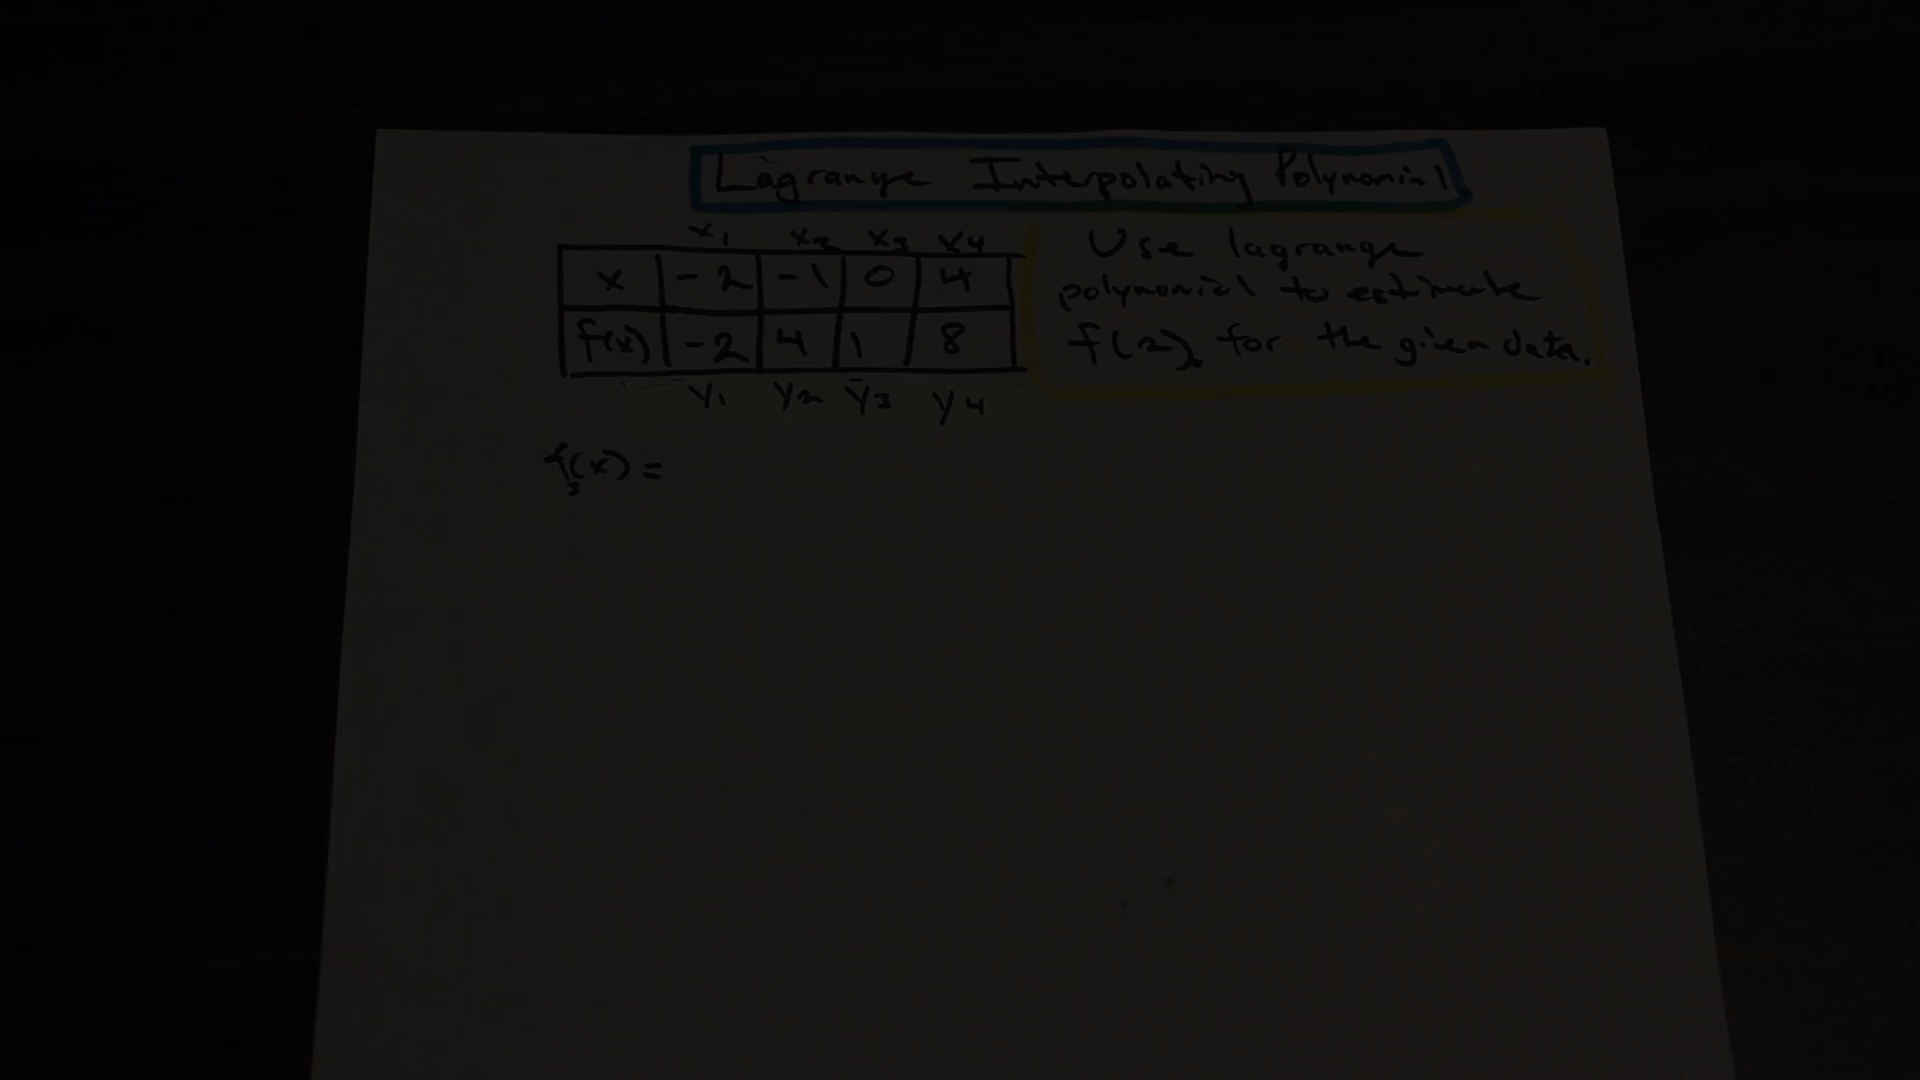 Lagrange Interpolating Polynomial
x1 x2 x3 x4
x -2 -1 0 4
f(x) -2 4 1 8
y1 y2 y3 y4
Use lagrange
polynomial to estimate
f(2), for the given data.
f3(x) =